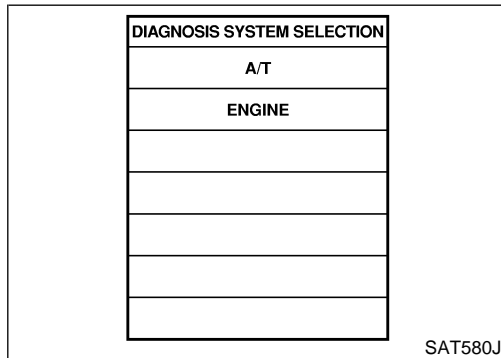 DIAGNOSIS SYSTEM SELECTION
A/T
ENGINE
SAT580J